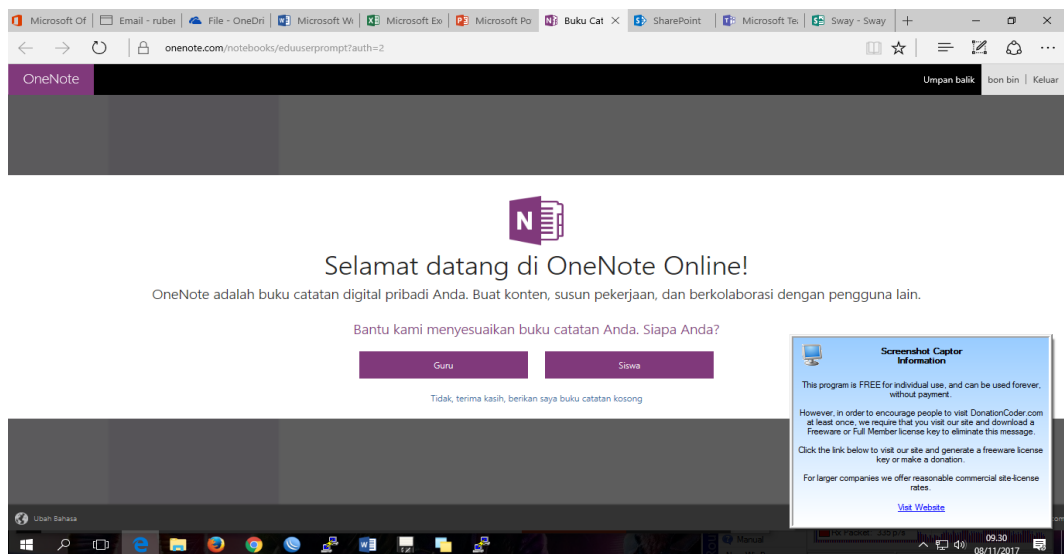 Microsoft Of
Email - ruber
File - OneDri
Microsoft Wo
Microsoft Exc
Microsoft Po
Buku Cat
SharePoint
Microsoft Tea
Sway - Sway
onenote.com/notebooks/eduuserprompt?auth=2
OneNote
Umpan balik
bon bin | Keluar
N
Selamat datang di OneNote Online!
OneNote adalah buku catatan digital pribadi Anda. Buat konten, susun pekerjaan, dan berkolaborasi dengan pengguna lain.
Bantu kami menyesuaikan buku catatan Anda. Siapa Anda?
Guru
Siswa
Tidak, terima kasih, berikan saya buku catatan kosong
Screenshot Captor
Information
This program is FREE for individual use, and can be used forever,
without payment.
However, in order to encourage people to visit DonationCoder.com
at least once, we require that you visit our site and download a
Freeware or Full Member license key to eliminate this message.
Click the link below to visit our site and generate a freeware license
key or make a donation.
For larger companies we offer reasonable commercial site-license
rates.
Visit Website
Ubah Bahasa
Manual
09.30
08/11/2017